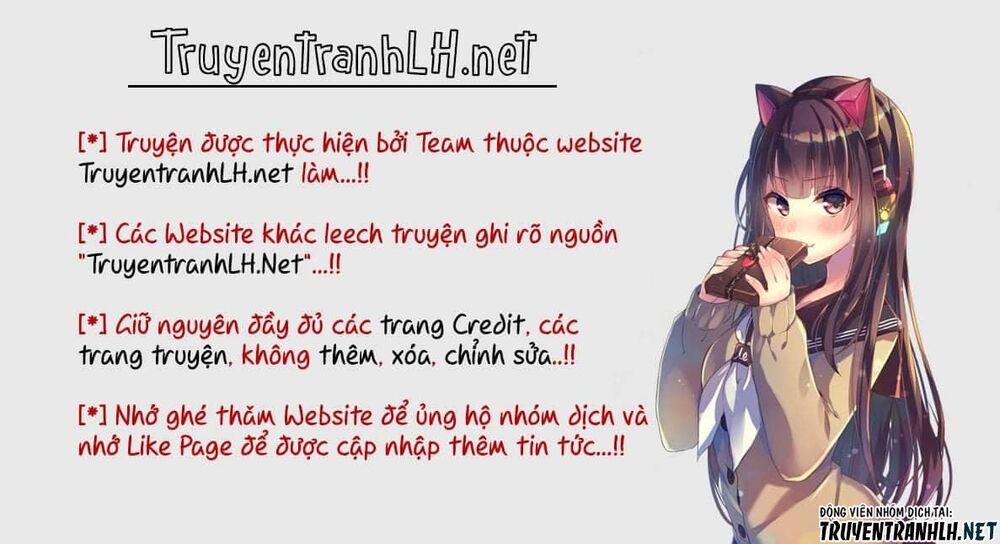 TruyentranhLH.net
[*] Truyện được thực hiện bởi Team thuộc website
TruyentranhLH.net làm...!!
[*] Các Website khác leech truyện ghi rõ nguồn
"TruyentranhLH.Net"...!!
[*] Giữ nguyên đầy đủ các trang Credit, các
trang truyện, không thêm, xóa, chỉnh sửa..!!
[*] Nhớ ghé thăm Website để ủng hộ nhóm dịch và
nhớ Like Page để được cập nhập thêm tin tức...!!
ĐỘNG VIÊN NHÓM DỊCH TẠI:
TRUYENTRANHLH.NET